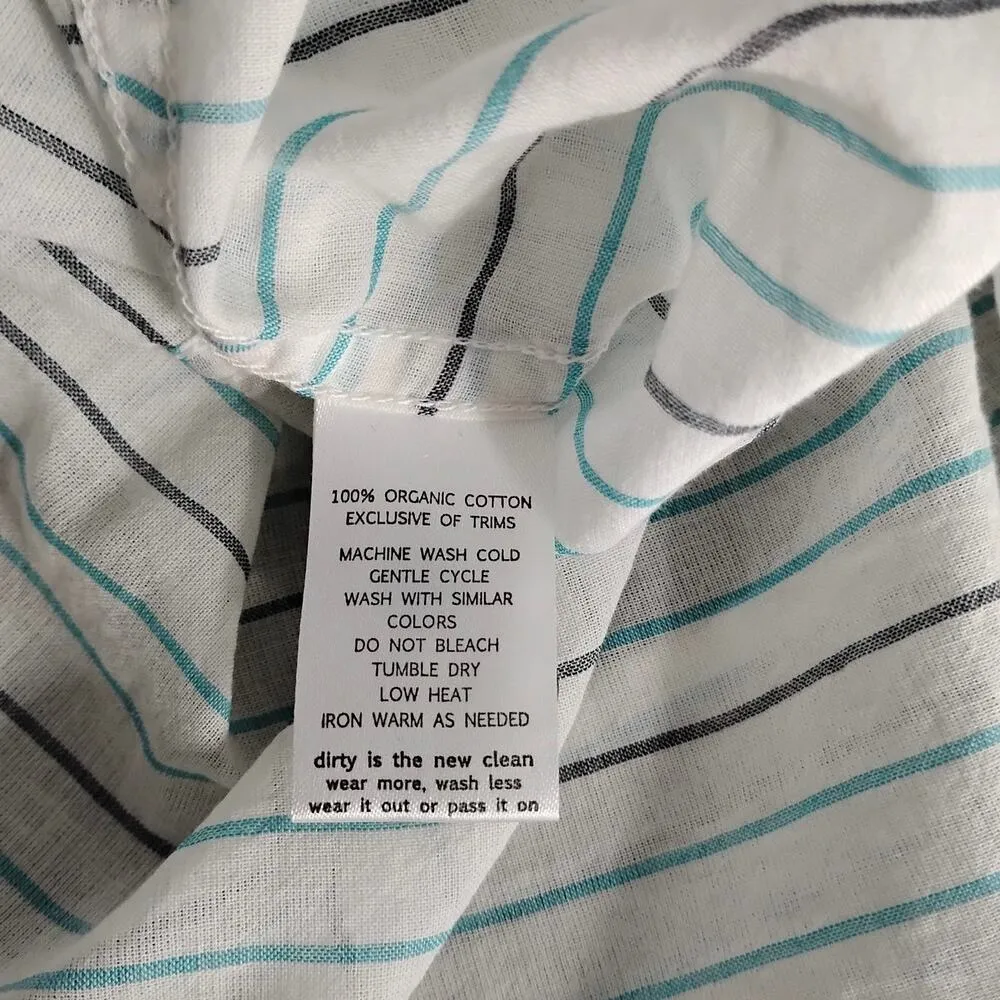 100% ORGANIC COTTON
EXCLUSIVE OF TRIMS
MACHINE WASH COLD
GENTLE CYCLE
WASH WITH SIMILAR
COLORS
DO NOT BLEACH
TUMBLE DRY
LOW HEAT
IRON WARM AS NEEDED
dirty is the new clean
wear more, wash less
wear it out or pass it on